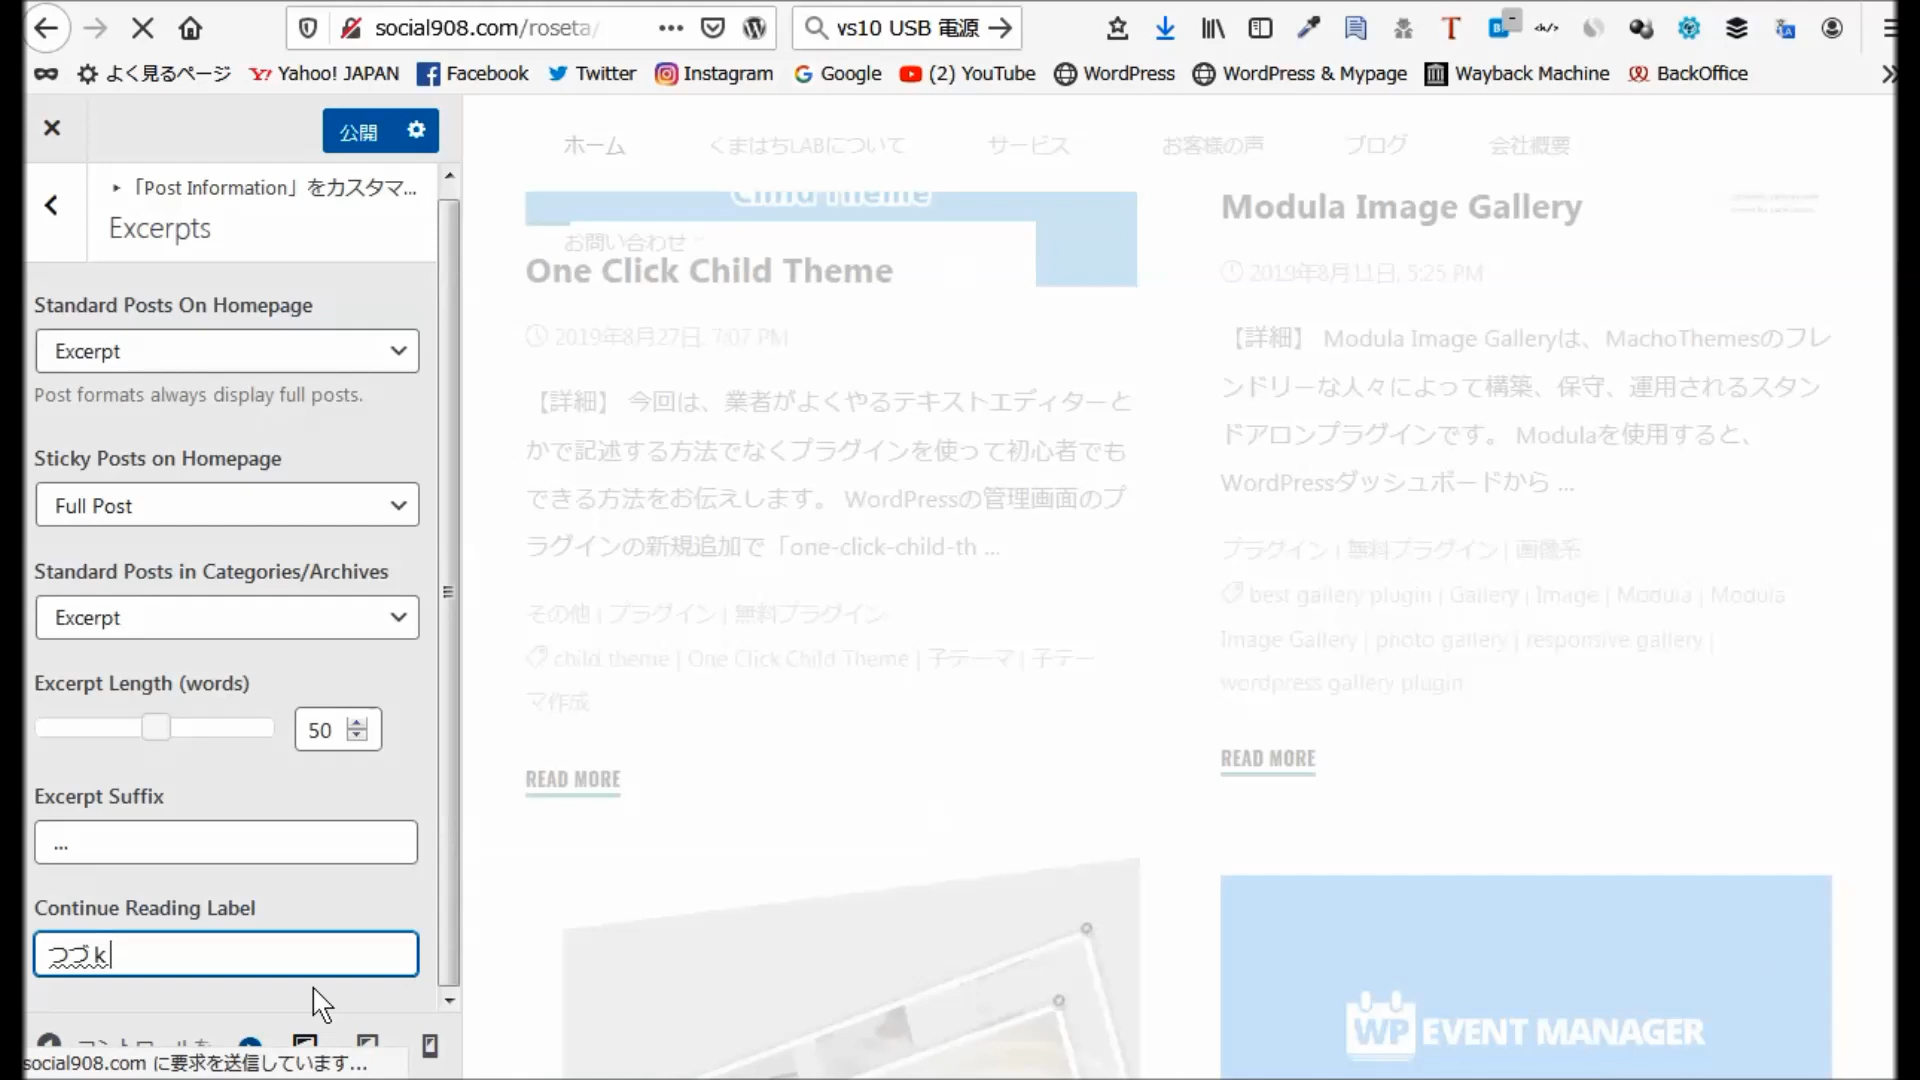 social908.com/roseta/
vs10 USB 電源
よく見るページ
Yahoo! JAPAN
Facebook
Twitter
Instagram
Google
(2) YouTube
WordPress
WordPress & Mypage
Wayback Machine
BackOffice
公開
「Post Information」をカスタマ...
Excerpts
Standard Posts On Homepage
Excerpt
Post formats always display full posts.
Sticky Posts on Homepage
Full Post
Standard Posts in Categories/Archives
Excerpt
Excerpt Length (words)
50
Excerpt Suffix
...
Continue Reading Label
つづk
social908.com に要求を送信しています...
ホーム
くまはちLABについて
サービス
お客様の声
ブログ
会社概要
お問い合わせ
Child Theme
One Click Child Theme
2019年8月27日, 7:07 PM
【詳細】 今回は、業者がよくやるテキストエディターと
かで記述する方法でなくプラグインを使って初心者でも
できる方法をお伝えします。 WordPressの管理画面のプ
ラグインの新規追加で「one-click-child-th ...
その他 | プラグイン | 無料プラグイン
child theme | One Click Child Theme | 子テーマ | 子テー
マ作成
READ MORE
Modula Image Gallery
2019年8月11日, 5:25 PM
【詳細】 Modula Image Galleryは、MachoThemesのフレ
ンドリーな人々によって構築、保守、運用されるスタン
ドアロンプラグインです。 Modulaを使用すると、
WordPressダッシュボードから ...
プラグイン | 無料プラグイン | 画像系
best gallery plugin | Gallery | Image | Modula | Modula
Image Gallery | photo gallery | responsive gallery |
wordpress gallery plugin
READ MORE
WP EVENT MANAGER